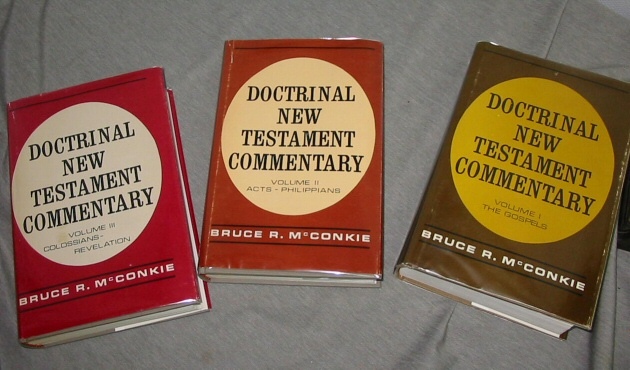 DOCTRINAL
NEW
TESTAMENT
COMMENTARY
VOLUME III
COLOSSIANS-
REVELATION
BRUCE R. McCONKIE
DOCTRINAL
NEW
TESTAMENT
COMMENTARY
VOLUME II
ACTS - PHILIPPIANS
BRUCE R. McCONKIE
DOCTRINAL
NEW
TESTAMENT
COMMENTARY
VOLUME I
THE GOSPELS
BRUCE R. McCONKIE